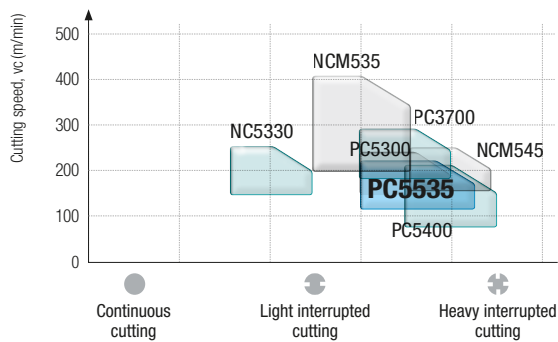 Cutting speed, vc (m/min)
500
400
300
200
100
0
NCM535
NC5330
PC3700
PC5300
NCM545
PC5535
PC5400
Continuous
cutting
Light interrupted
cutting
Heavy interrupted
cutting